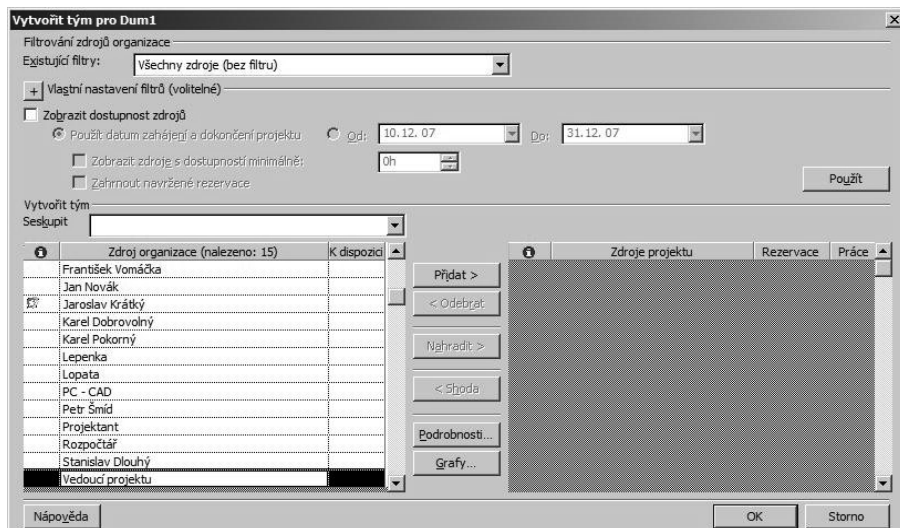 Vytvořit tým pro Dum1
Filtrování zdrojů organizace
Existující filtry: Všechny zdroje (bez filtru)
+ Vlastní nastavení filtrů (volitelné)
Zobrazit dostupnost zdrojů
Použít datum zahájení a dokončení projektu Od: 10.12. 07 Do: 31.12. 07
Zobrazit zdroje s dostupností minimálně: 0h
Zahrnout navržené rezervace
Použít
Vytvořit tým
Seskupit
Zdroj organizace (nalezeno: 15) K dispozici
František Vomáčka
Jan Novák
Jaroslav Krátký
Karel Dobrovolný
Karel Pokorný
Lepenka
Lopata
PC - CAD
Petr Šmíd
Projektant
Rozpočtář
Stanislav Dlouhý
Vedoucí projektu
Přidat >
< Odebrat
Nahradit >
< Shoda
Podrobnosti...
Grafy...
Zdroje projektu Rezervace Práce
Nápověda OK Storno